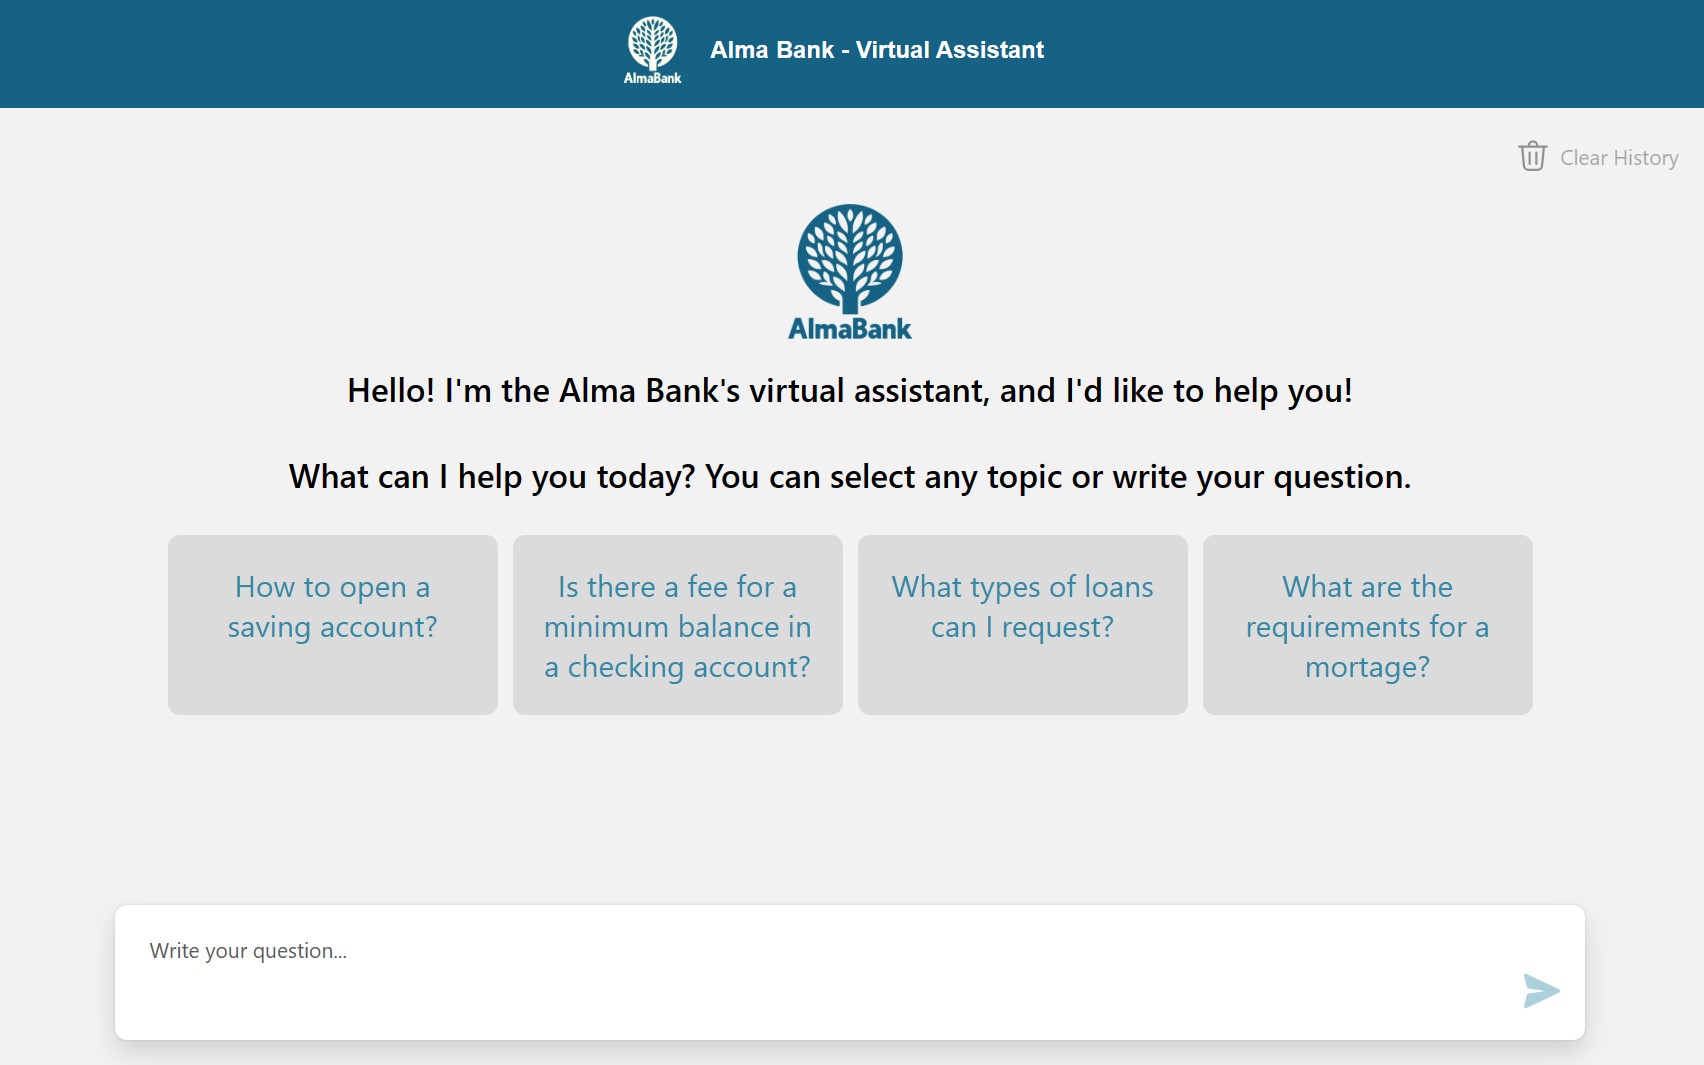 AlmaBank
Alma Bank - Virtual Assistant
Clear History
AlmaBank
Hello! I'm the Alma Bank's virtual assistant, and I'd like to help you!
What can I help you today? You can select any topic or write your question.
How to open a
saving account?
Is there a fee for a
minimum balance in
a checking account?
What types of loans
can I request?
What are the
requirements for a
mortage?
Write your question...